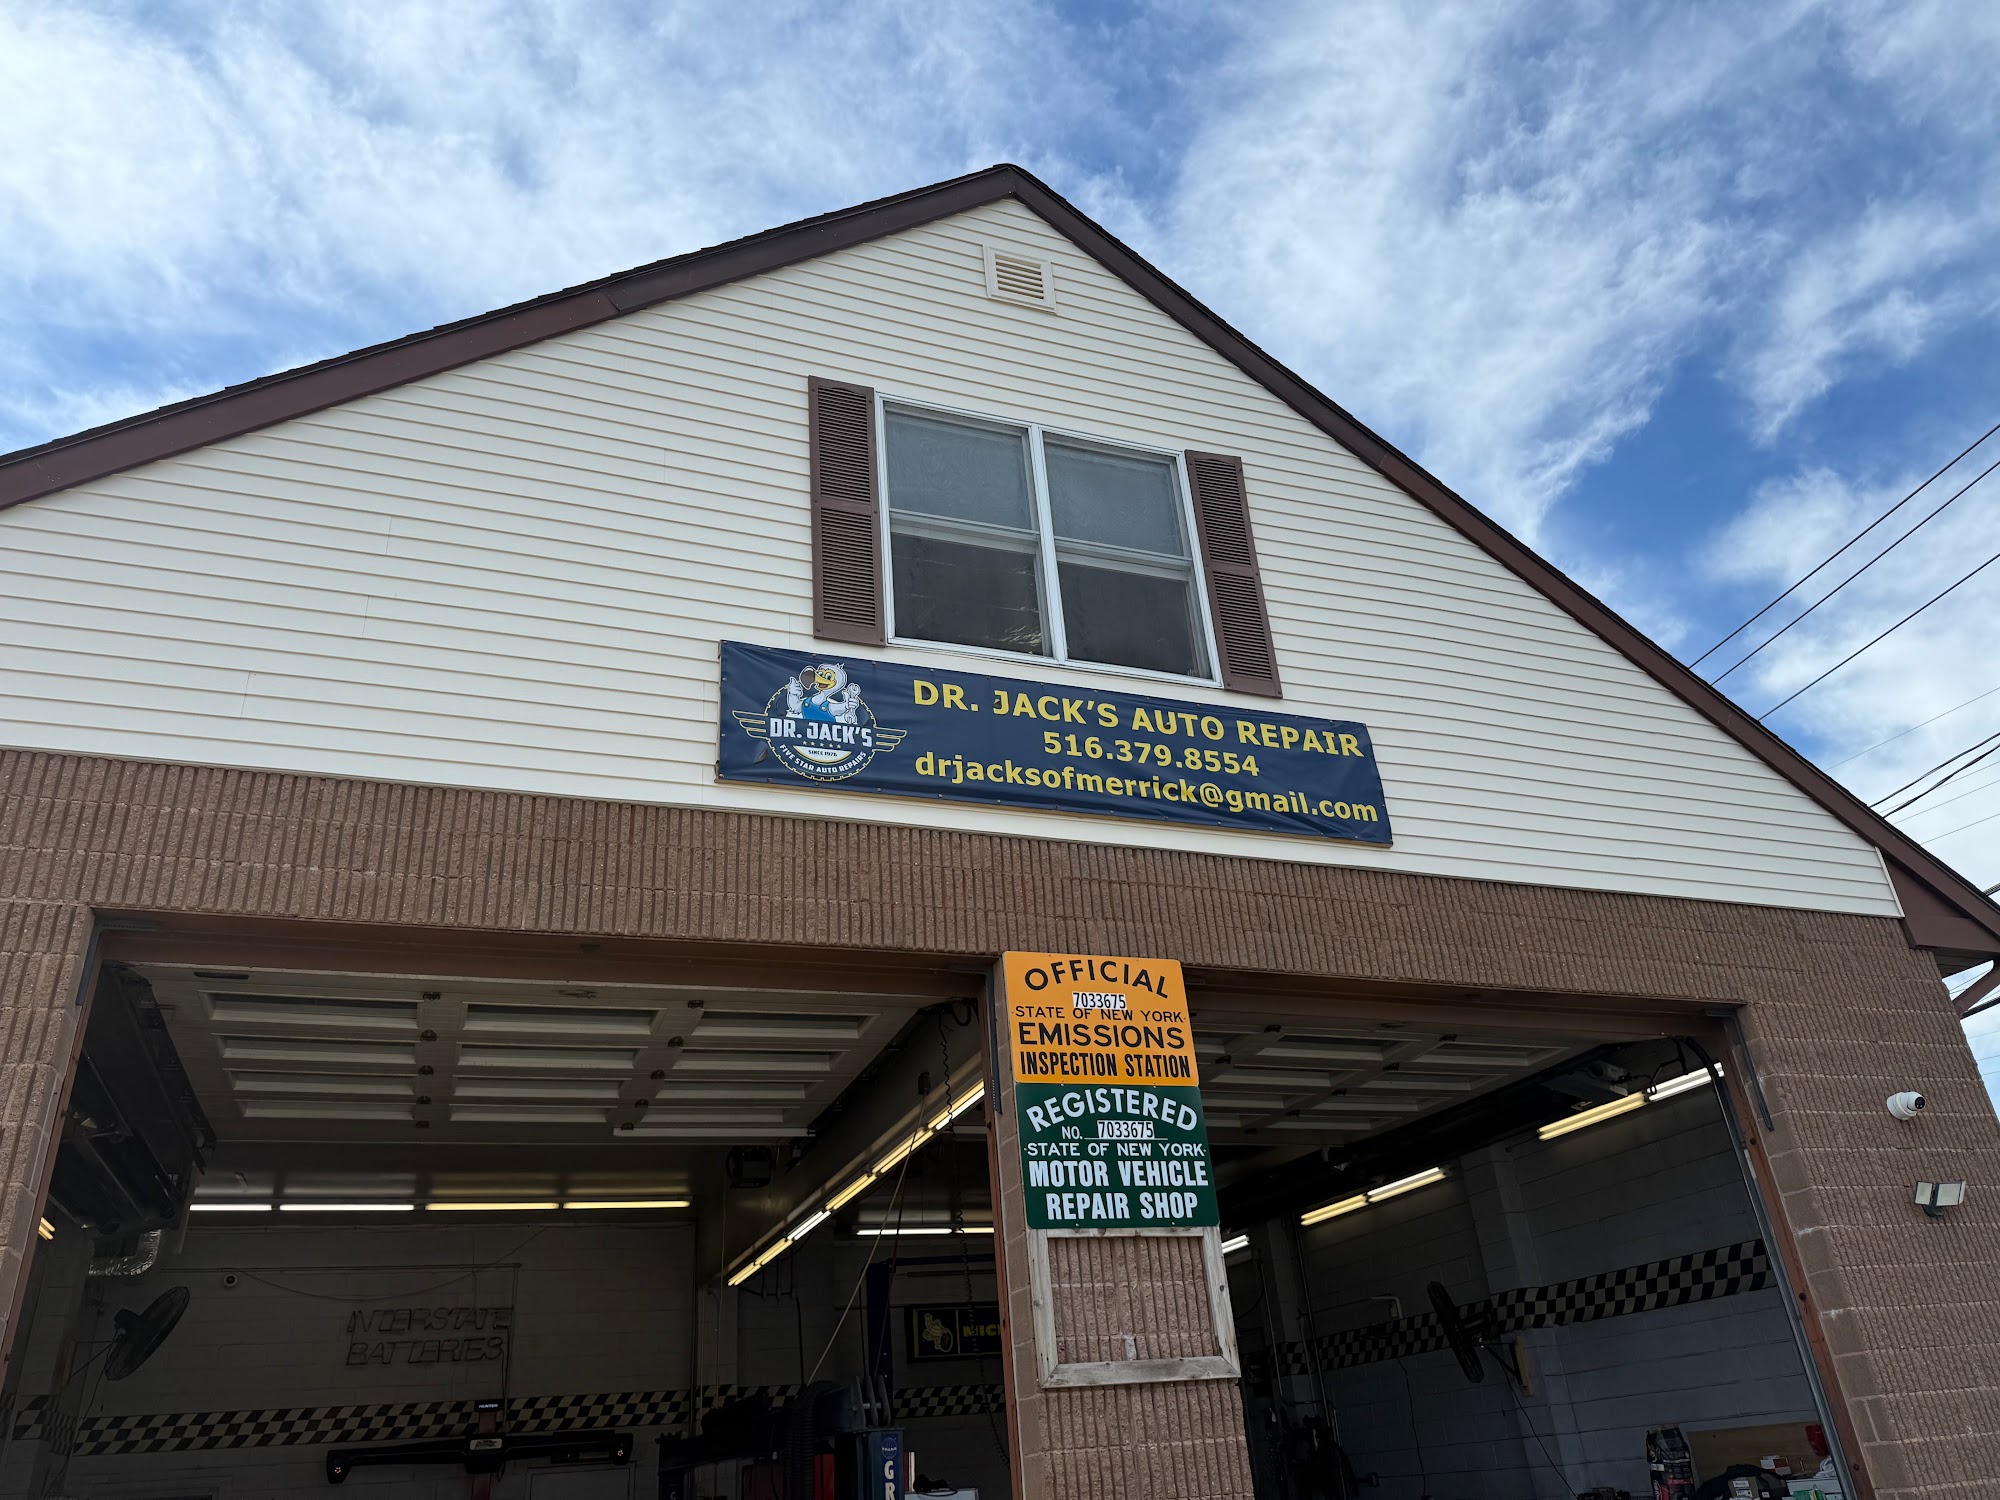 DR. JACK'S
SINCE 1976
FIVE STAR AUTO REPAIRS
DR. JACK'S AUTO REPAIR
516.379.8554
drjacksofmerrick@gmail.com
OFFICIAL
7033675
STATE OF NEW YORK
EMISSIONS
INSPECTION STATION
REGISTERED
NO. 7033675
STATE OF NEW YORK
MOTOR VEHICLE
REPAIR SHOP
INTERSTATE
BATTERIES
HUNTER